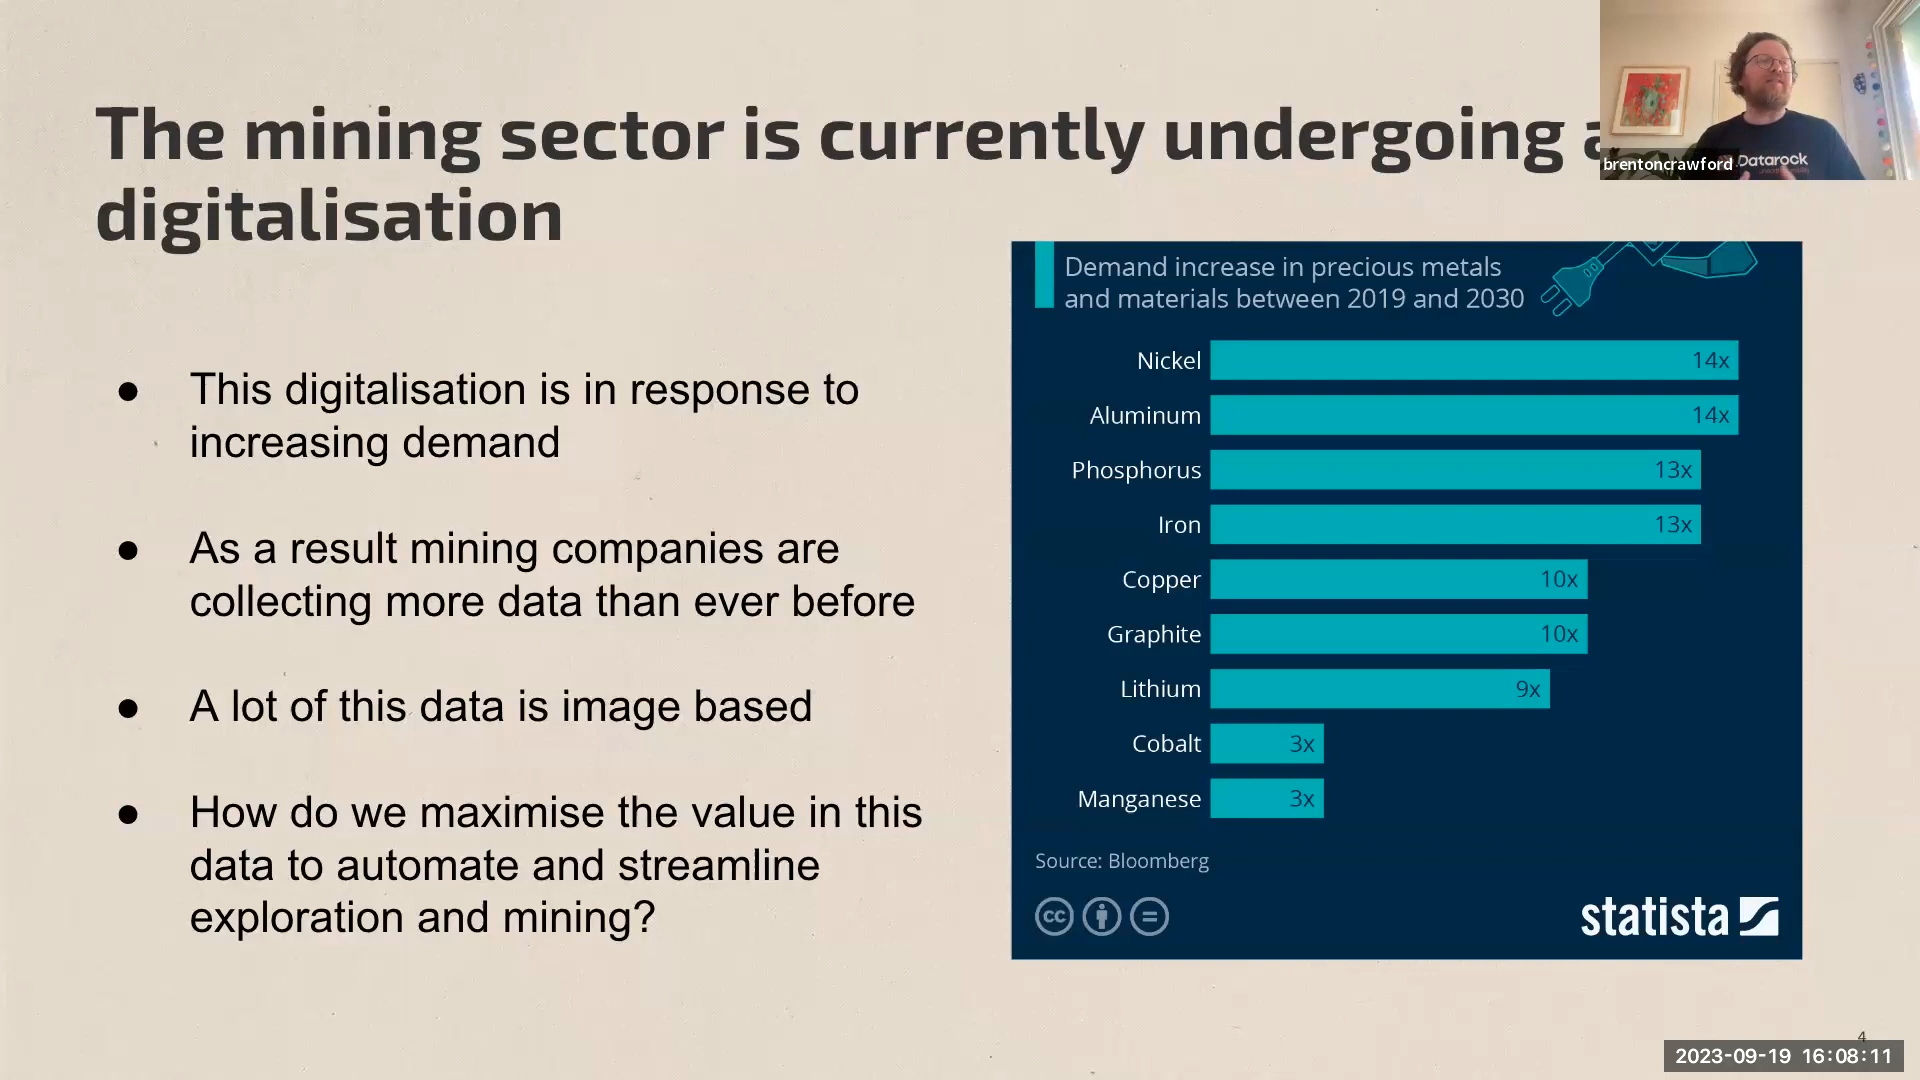 The mining sector is currently undergoing a
digitalisation
brentoncrawford
Datarock
● This digitalisation is in response to
increasing demand
● As a result mining companies are
collecting more data than ever before
● A lot of this data is image based
● How do we maximise the value in this
data to automate and streamline
exploration and mining?
Demand increase in precious metals
and materials between 2019 and 2030
Nickel 14x
Aluminum 14x
Phosphorus 13x
Iron 13x
Copper 10x
Graphite 10x
Lithium 9x
Cobalt 3x
Manganese 3x
Source: Bloomberg
cc
statista
4
2023-09-19 16:08:11